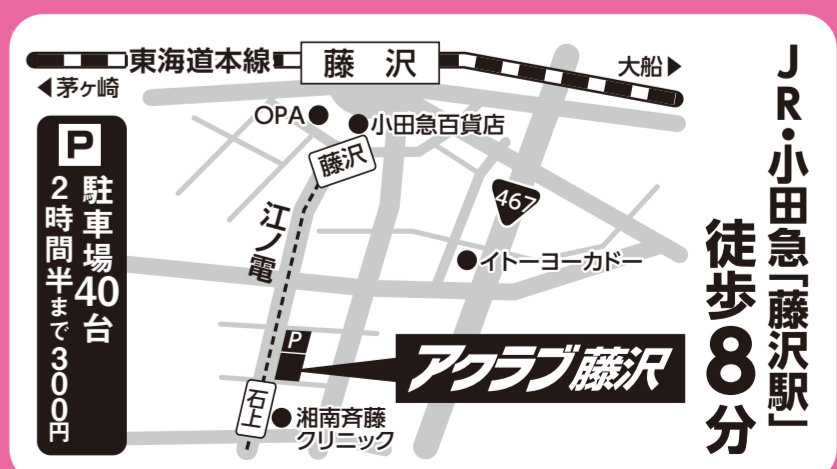 JR・小田急「藤沢駅」
徒歩8分
東海道本線
藤 沢
大船▶
◀茅ヶ崎
OPA
小田急百貨店
藤沢
江ノ電
467
イトーヨーカドー
P
アクラブ藤沢
石上
湘南斉藤
クリニック
P
駐車場40台
2時間半まで300円